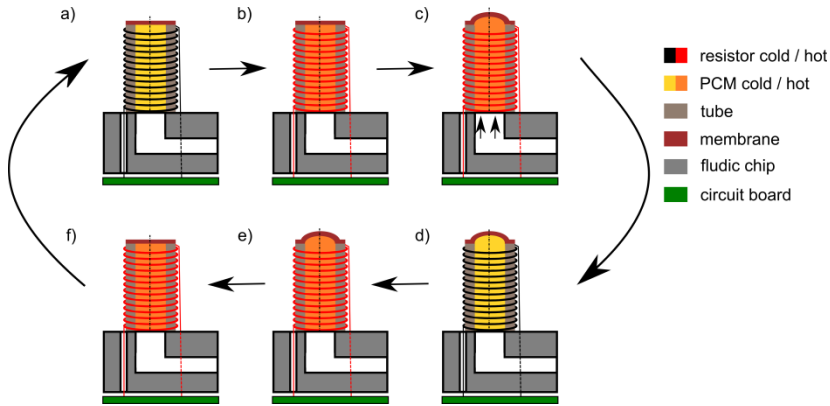 a)
b)
c)
resistor cold / hot
PCM cold / hot
tube
membrane
fludic chip
circuit board
f)
e)
d)